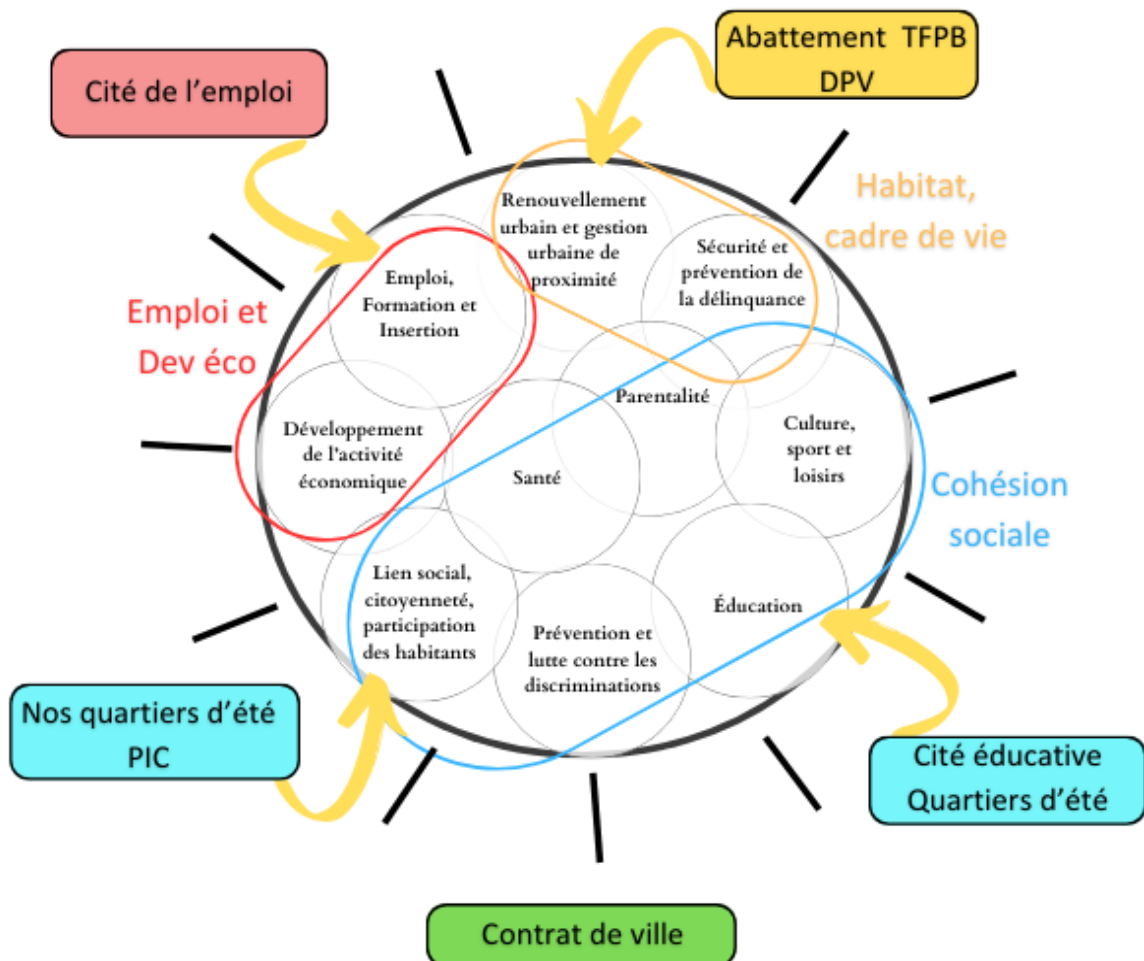 Abattement TFPB
DPV
Cité de l’emploi
Habitat,
cadre de vie
Renouvellement
urbain et gestion
urbaine de
proximité
Sécurité et
prévention de
la délinquance
Emploi,
Formation et
Insertion
Emploi et
Dev éco
Parentalité
Culture,
sport et
loisirs
Développement
de l'activité
économique
Santé
Cohésion
sociale
Lien social,
citoyenneté,
participation
des habitants
Prévention et
lutte contre les
discriminations
Éducation
Nos quartiers d’été
PIC
Cité éducative
Quartiers d’été
Contrat de ville